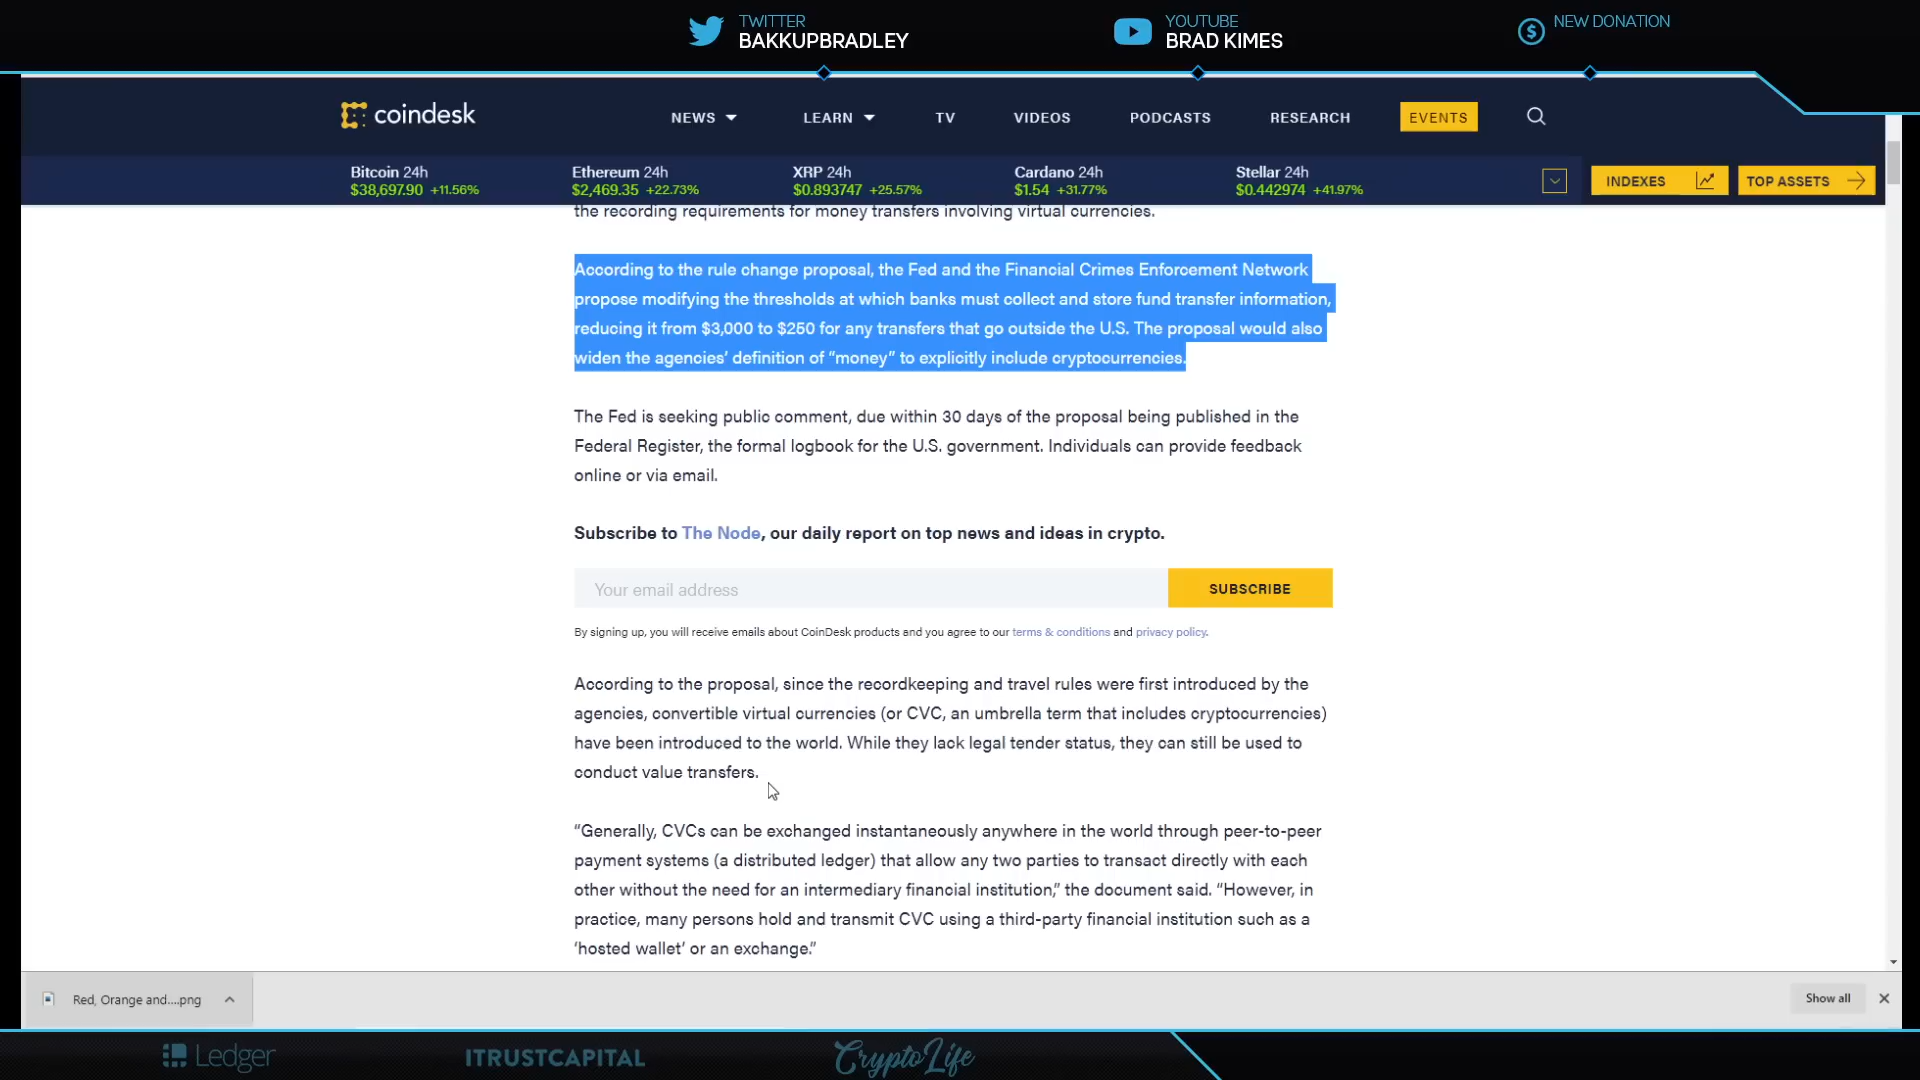 TWITTER
BAKKUPBRADLEY
YOUTUBE
BRAD KIMES
NEW DONATION
coindesk
NEWS
LEARN
TV
VIDEOS
PODCASTS
RESEARCH
EVENTS
Bitcoin 24h
$38,697.90 +11.56%
Ethereum 24h
$2,469.35 +22.73%
XRP 24h
$0.893747 +25.57%
Cardano 24h
$1.54 +31.77%
Stellar 24h
$0.442974 +41.97%
INDEXES
TOP ASSETS
the recording requirements for money transfers involving virtual currencies.
According to the rule change proposal, the Fed and the Financial Crimes Enforcement Network
propose modifying the thresholds at which banks must collect and store fund transfer information,
reducing it from $3,000 to $250 for any transfers that go outside the U.S. The proposal would also
widen the agencies’ definition of “money” to explicitly include cryptocurrencies.
The Fed is seeking public comment, due within 30 days of the proposal being published in the
Federal Register, the formal logbook for the U.S. government. Individuals can provide feedback
online or via email.
Subscribe to The Node, our daily report on top news and ideas in crypto.
Your email address
SUBSCRIBE
By signing up, you will receive emails about CoinDesk products and you agree to our terms & conditions and privacy policy.
According to the proposal, since the recordkeeping and travel rules were first introduced by the
agencies, convertible virtual currencies (or CVC, an umbrella term that includes cryptocurrencies)
have been introduced to the world. While they lack legal tender status, they can still be used to
conduct value transfers.
“Generally, CVCs can be exchanged instantaneously anywhere in the world through peer-to-peer
payment systems (a distributed ledger) that allow any two parties to transact directly with each
other without the need for an intermediary financial institution,” the document said. “However, in
practice, many persons hold and transmit CVC using a third-party financial institution such as a
‘hosted wallet’ or an exchange.”
Red, Orange and....png
Show all
Ledger
ITRUSTCAPITAL
CryptoLife